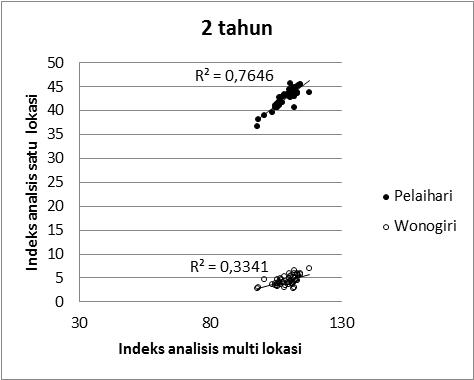 2 tahun
Indeks analsis satu lokasi
50
45
40
35
30
25
20
15
10
5
0
R² = 0,7646
R² = 0,3341
30
80
130
Indeks analisis multi lokasi
Pelaihari
Wonogiri